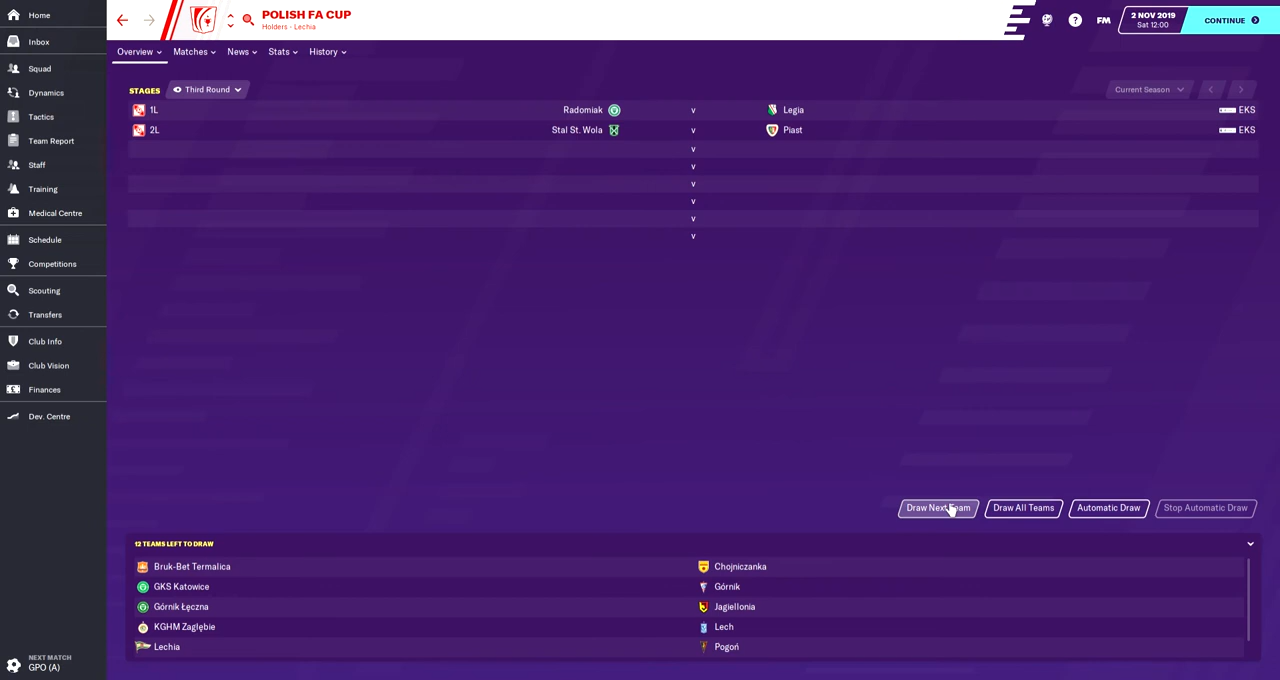 Home
Inbox
Squad
Dynamics
Tactics
Team Report
Staff
Training
Medical Centre
Schedule
Competitions
Scouting
Transfers
Club Info
Club Vision
Finances
Dev. Centre
NEXT MATCH
GPO (A)
POLISH FA CUP
Holders - Lechia
?
FM
2 NOV 2019
Sat 12:00
CONTINUE
Overview Matches News Stats History
STAGES Third Round Current Season
1L Radomiak v Legia EKS
2L Stal St. Wola v Piast EKS
v
v
v
v
v
v
Draw Next Team Draw All Teams Automatic Draw Stop Automatic Draw
12 TEAMS LEFT TO DRAW
Bruk-Bet Termalica Chojniczanka
GKS Katowice Górnik
Górnik Łęczna Jagiellonia
KGHM Zagłębie Lech
Lechia Pogoń